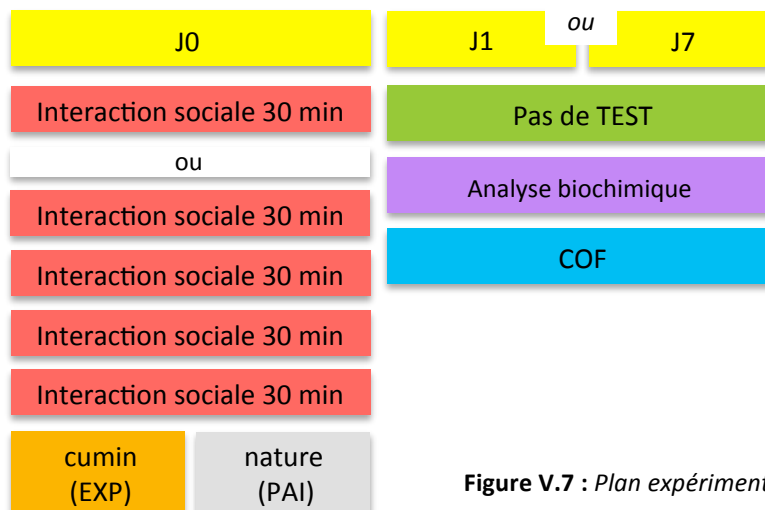 J0
Interaction sociale 30 min
ou
Interaction sociale 30 min
Interaction sociale 30 min
Interaction sociale 30 min
Interaction sociale 30 min
cumin
(EXP)
nature
(PAI)
J1
ou
J7
Pas de TEST
Analyse biochimique
COF
Figure V.7 : Plan expériment